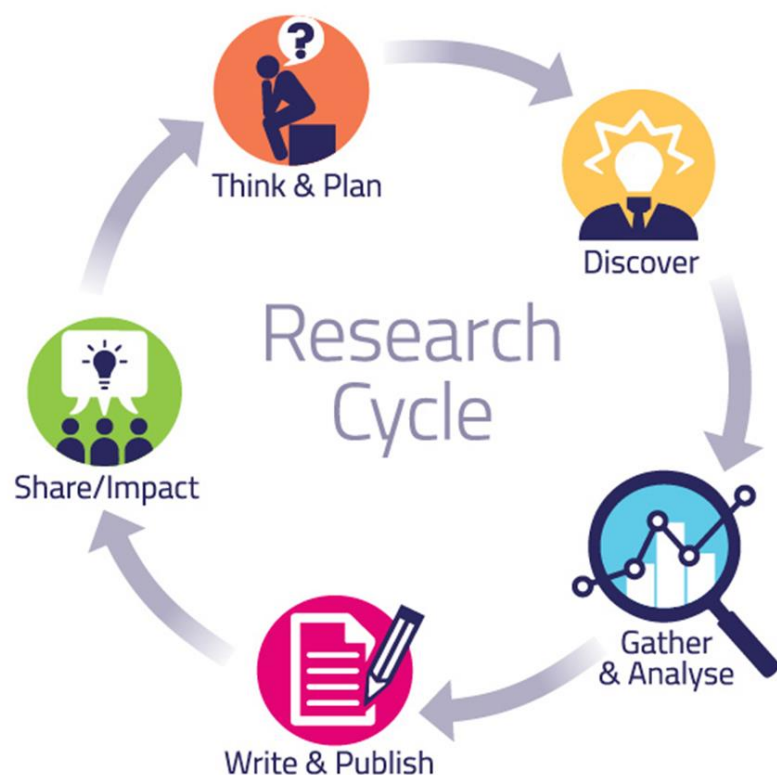 ?
Think & Plan
Discover
Research
Cycle
Share/Impact
Gather
& Analyse
Write & Publish